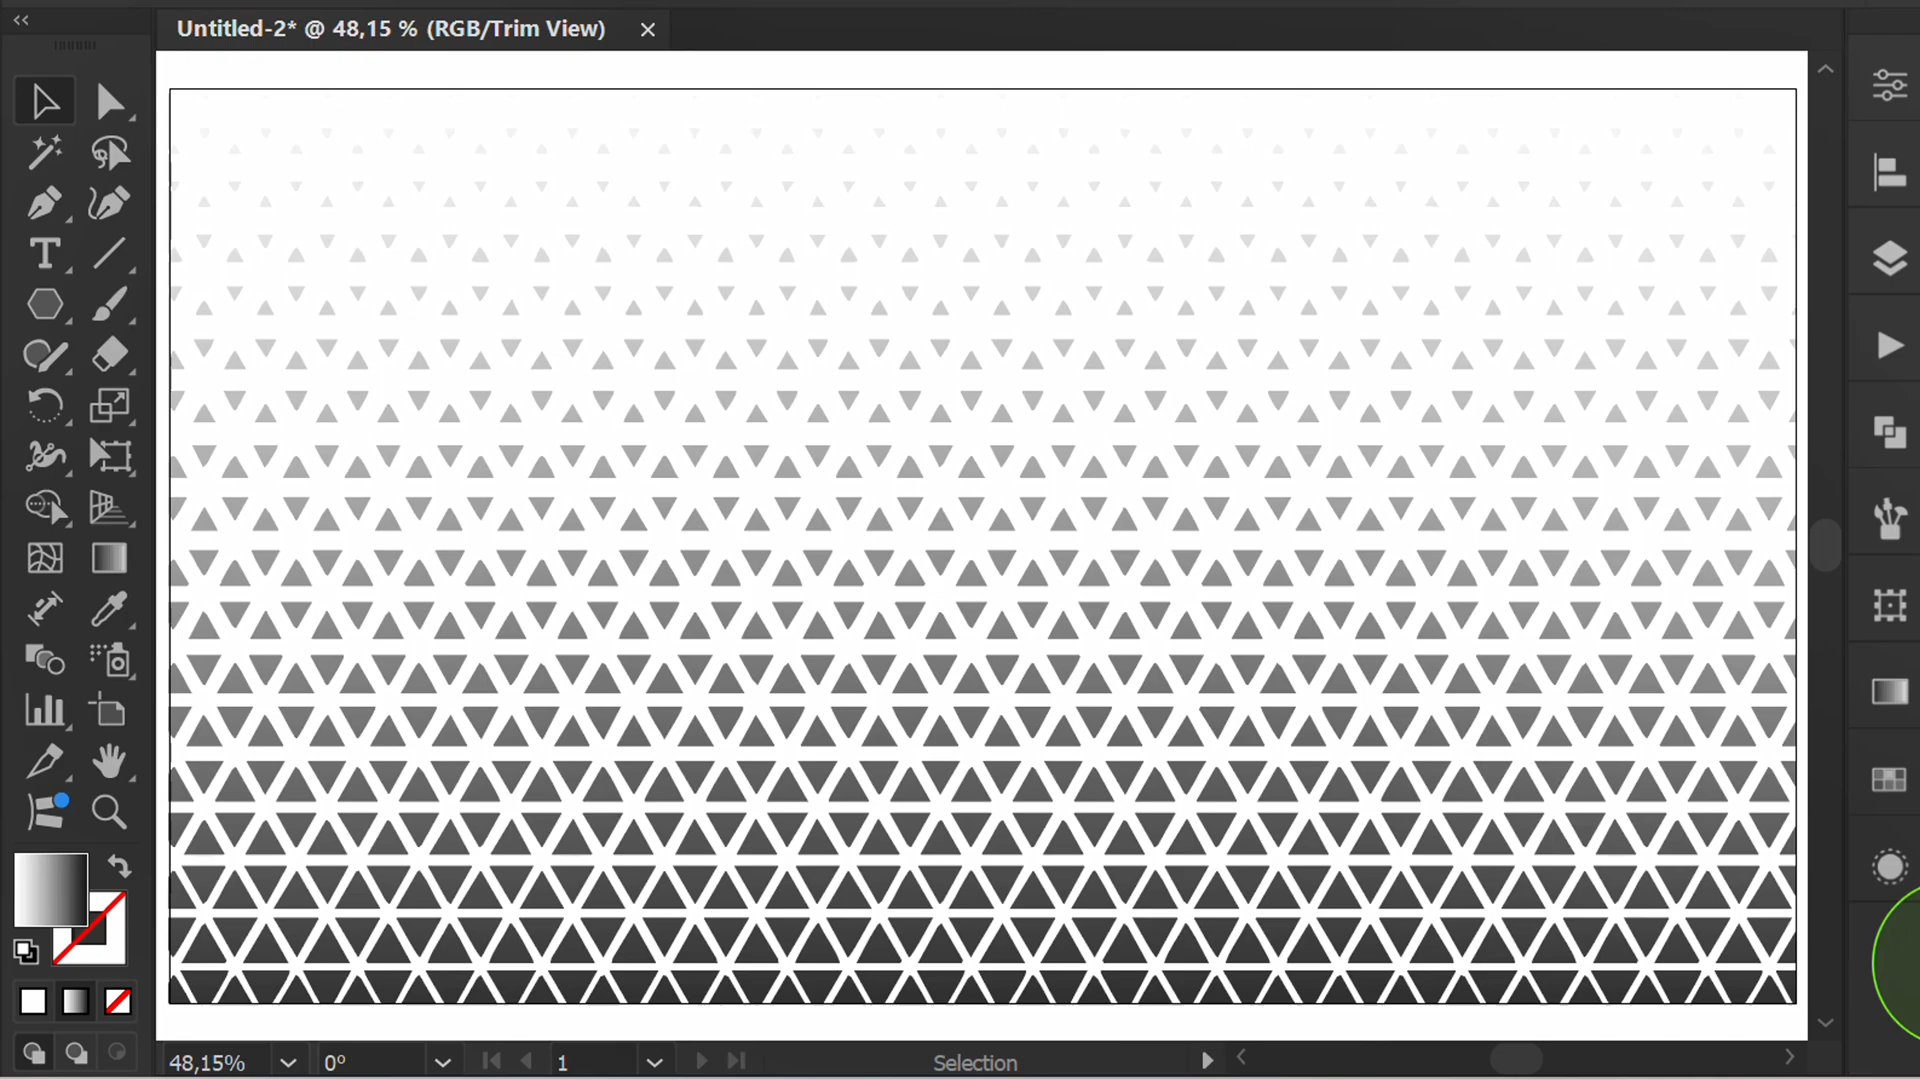 Untitled-2* @ 48,15 % (RGB/Trim View)
48,15%
0°
1
Selection